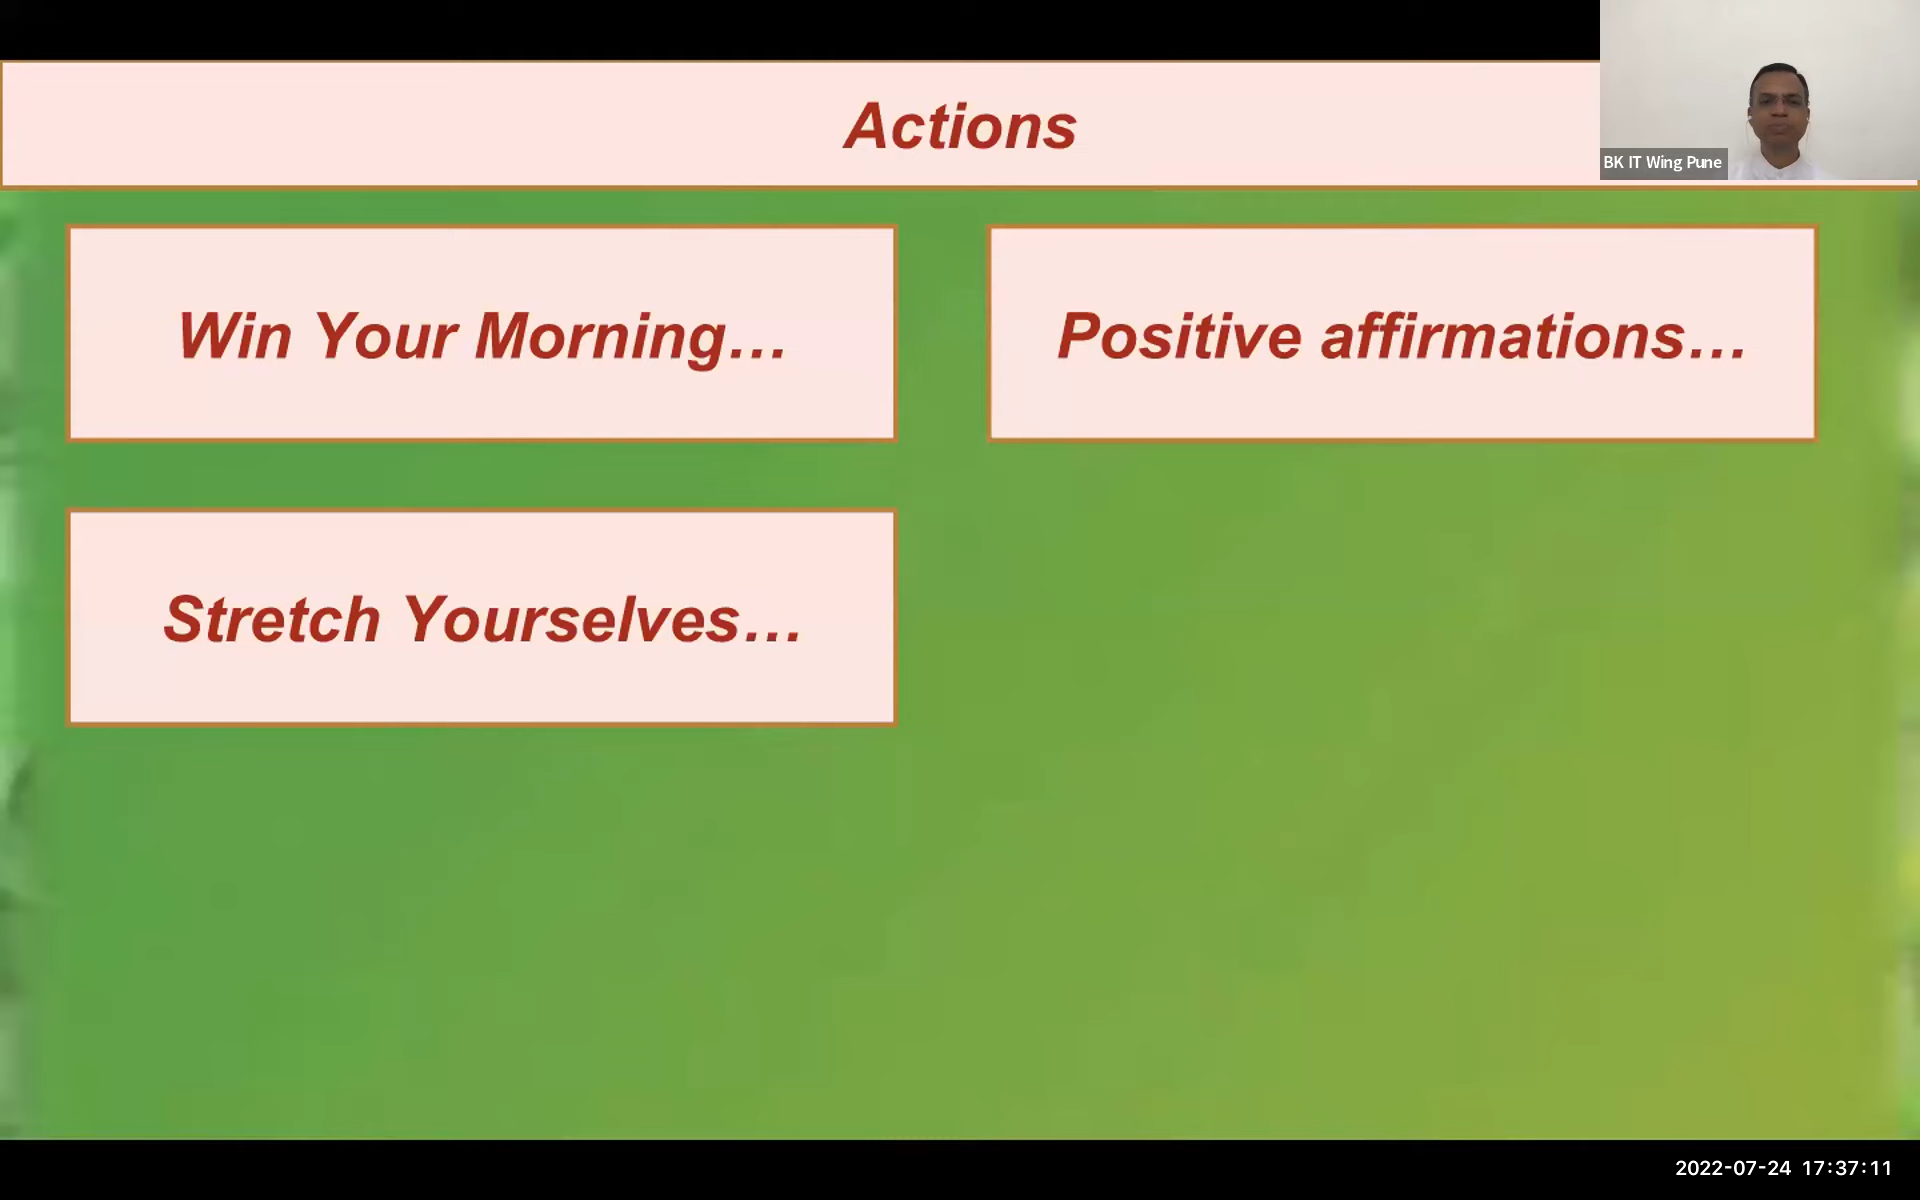 Actions
BK IT Wing Pune
Win Your Morning...
Positive affirmations...
Stretch Yourselves...
2022-07-24 17:37:11